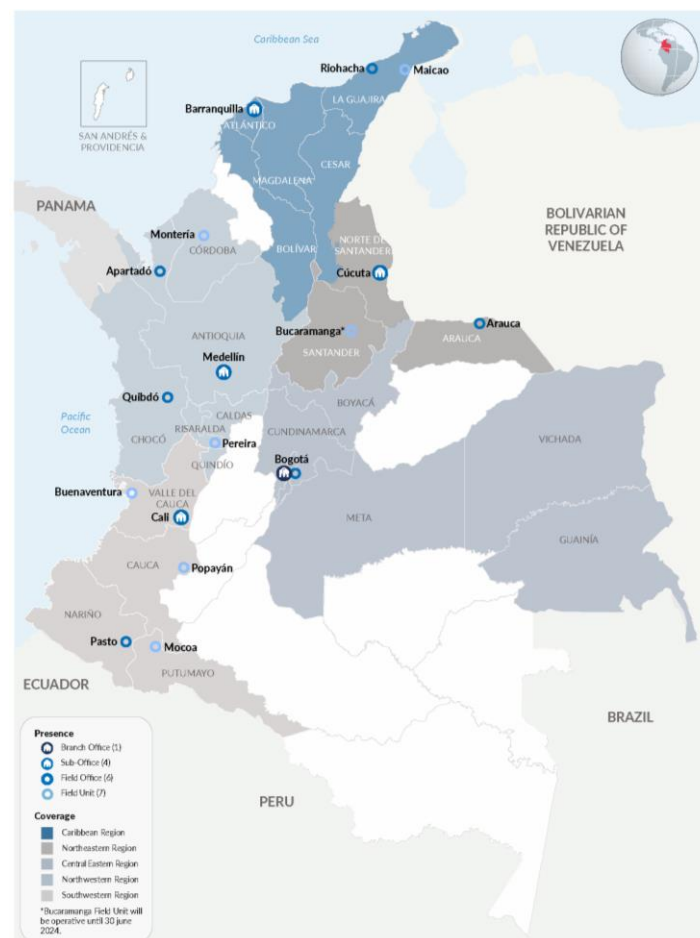 Caribbean Sea
Riohacha
Maicao
LA GUAJIRA
Barranquilla
ATLÁNTICO
SAN ANDRÉS &
PROVIDENCIA
CESAR
MAGDALENA
PANAMA
BOLIVARIAN
REPUBLIC OF
VENEZUELA
Montería
CÓRDOBA
BOLÍVAR
NORTE DE
SANTANDER
Apartadó
Cúcuta
Arauca
ARAUCA
Bucaramanga*
SANTANDER
ANTIOQUIA
Medellín
Quibdó
BOYACÁ
Pacific
Ocean
CALDAS
RISARALDA
CHOCÓ
CUNDINAMARCA
VICHADA
Pereira
QUINDÍO
Bogotá
Buenaventura
VALLE DEL
CAUCA
Cali
META
GUAINÍA
CAUCA
Popayán
NARIÑO
Pasto
Mocoa
PUTUMAYO
ECUADOR
BRAZIL
PERU
Presence
Branch Office (1)
Sub-Office (4)
Field Office (6)
Field Unit (7)
Coverage
Caribbean Region
Northeastern Region
Central Eastern Region
Northwestern Region
Southwestern Region
*Bucaramanga Field Unit will
be operative until 30 june
2024.